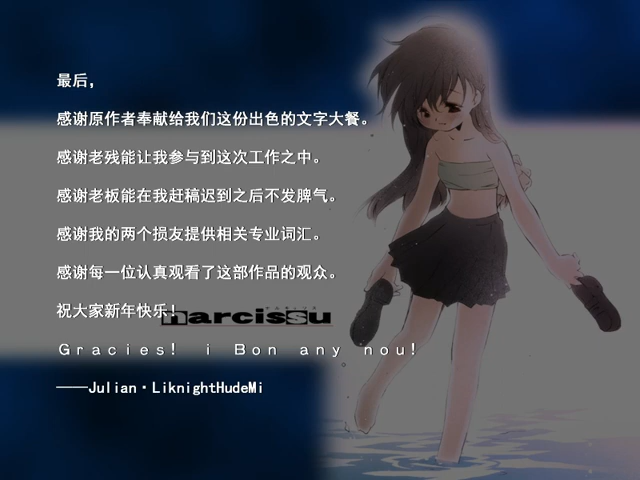 最后，
感谢原作者奉献给我们这份出色的文字大餐。
感谢老残能让我参与到这次工作之中。
感谢老板能在我赶稿迟到之后不发脾气。
感谢我的两个损友提供相关专业词汇。
感谢每一位认真观看了这部作品的观众。
祝大家新年快乐！
narcissu
Ｇｒａｃｉｅｓ！　ｉ　Ｂｏｎ　ａｎｙ　ｎｏｕ！
——Julian·LiknightHudeMi